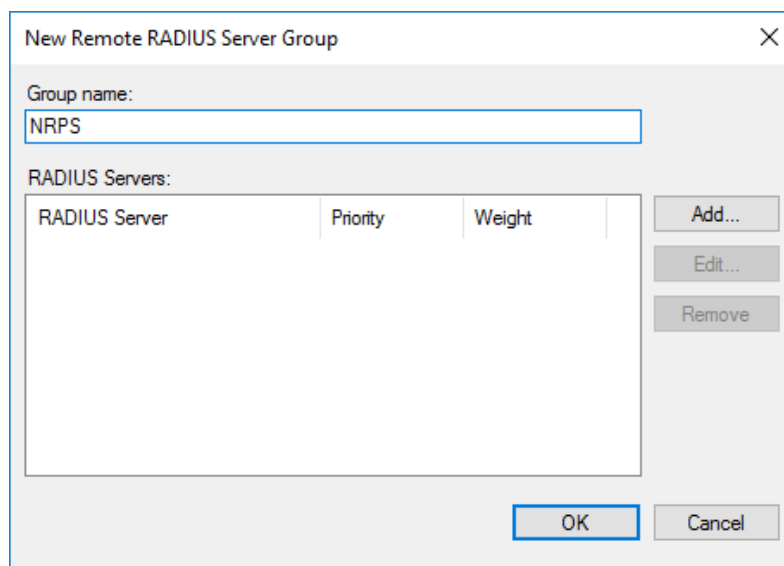 New Remote RADIUS Server Group
Group name:
NRPS
RADIUS Servers:
RADIUS Server Priority Weight
Add...
Edit...
Remove
OK Cancel